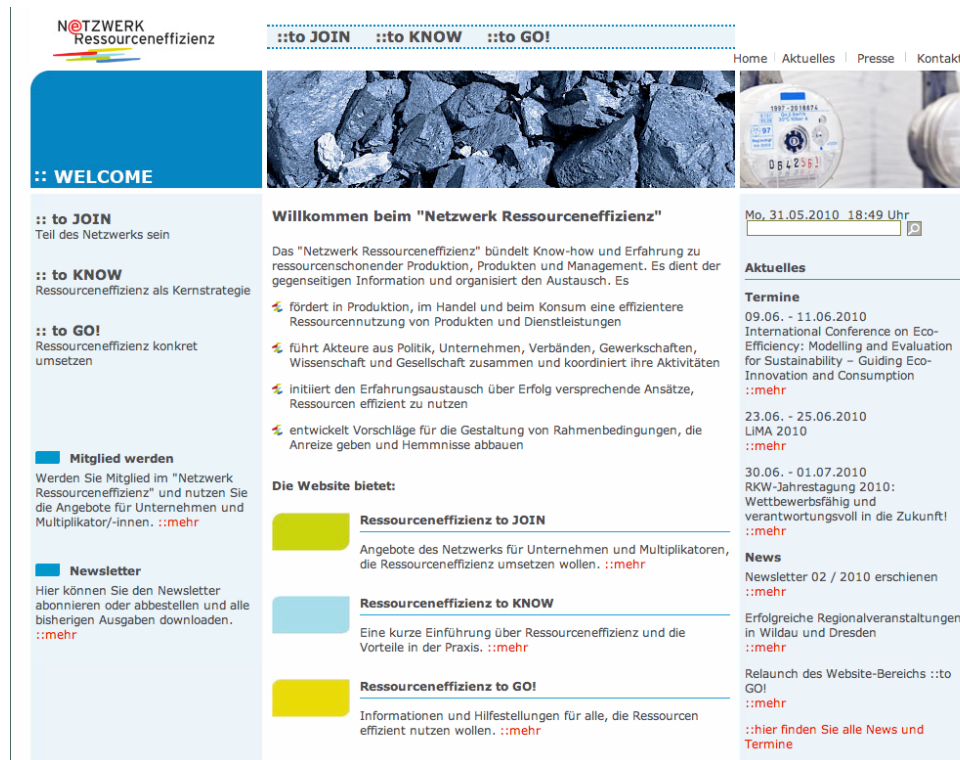 N@TZWERK
Ressourceneffizienz
::to JOIN ::to KNOW ::to GO!
Home Aktuelles Presse Kontakt
:: WELCOME
1997 - 2016674
97
0642563
:: to JOIN
Teil des Netzwerks sein
:: to KNOW
Ressourceneffizienz als Kernstrategie
:: to GO!
Ressourceneffizienz konkret
umsetzen
Mitglied werden
Werden Sie Mitglied im "Netzwerk
Ressourceneffizienz" und nutzen Sie
die Angebote für Unternehmen und
Multiplikator/-innen. ::mehr
Newsletter
Hier können Sie den Newsletter
abonnieren oder abbestellen und alle
bisherigen Ausgaben downloaden.
::mehr
Willkommen beim "Netzwerk Ressourceneffizienz"
Das "Netzwerk Ressourceneffizienz" bündelt Know-how und Erfahrung zu
ressourcenschonender Produktion, Produkten und Management. Es dient der
gegenseitigen Information und organisiert den Austausch. Es
fördert in Produktion, im Handel und beim Konsum eine effizientere
Ressourcennutzung von Produkten und Dienstleistungen
führt Akteure aus Politik, Unternehmen, Verbänden, Gewerkschaften,
Wissenschaft und Gesellschaft zusammen und koordiniert ihre Aktivitäten
initiiert den Erfahrungsaustausch über Erfolg versprechende Ansätze,
Ressourcen effizient zu nutzen
entwickelt Vorschläge für die Gestaltung von Rahmenbedingungen, die
Anreize geben und Hemmnisse abbauen
Die Website bietet:
Ressourceneffizienz to JOIN
Angebote des Netzwerks für Unternehmen und Multiplikatoren,
die Ressourceneffizienz umsetzen wollen. ::mehr
Ressourceneffizienz to KNOW
Eine kurze Einführung über Ressourceneffizienz und die
Vorteile in der Praxis. ::mehr
Ressourceneffizienz to GO!
Informationen und Hilfestellungen für alle, die Ressourcen
effizient nutzen wollen. ::mehr
Mo, 31.05.2010 18:49 Uhr
Aktuelles
Termine
09.06. - 11.06.2010
International Conference on Eco-
Efficiency: Modelling and Evaluation
for Sustainability – Guiding Eco-
Innovation and Consumption
::mehr
23.06. - 25.06.2010
LiMA 2010
::mehr
30.06. - 01.07.2010
RKW-Jahrestagung 2010:
Wettbewerbsfähig und
verantwortungsvoll in die Zukunft!
::mehr
News
Newsletter 02 / 2010 erschienen
::mehr
Erfolgreiche Regionalveranstaltungen
in Wildau und Dresden
::mehr
Relaunch des Website-Bereichs ::to
GO!
::mehr
::hier finden Sie alle News und
Termine